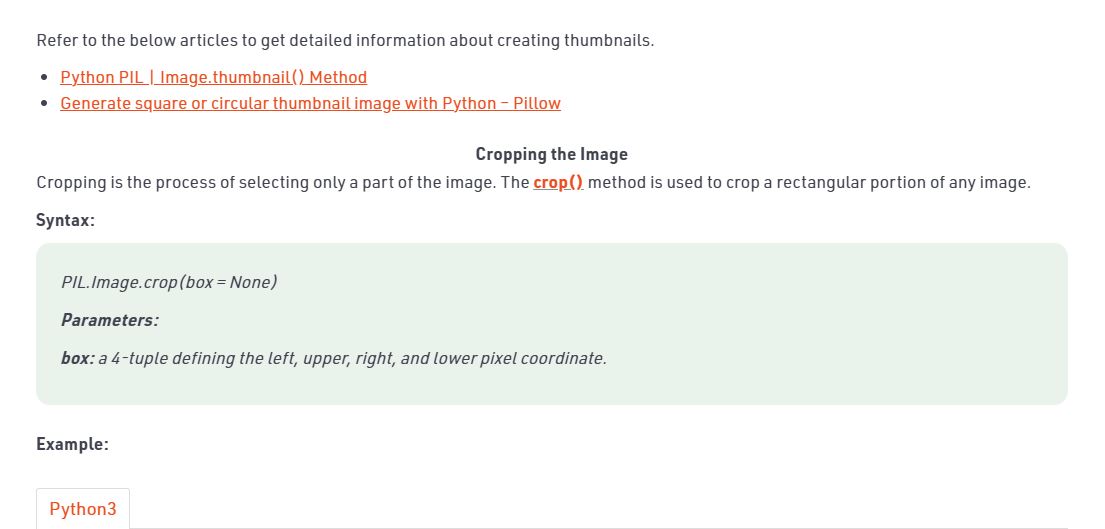 Refer to the below articles to get detailed information about creating thumbnails.
Python PIL | Image.thumbnail() Method
Generate square or circular thumbnail image with Python – Pillow
Cropping the Image
Cropping is the process of selecting only a part of the image. The crop() method is used to crop a rectangular portion of any image.
Syntax:
PIL.Image.crop(box = None)
Parameters:
box: a 4-tuple defining the left, upper, right, and lower pixel coordinate.
Example:
Python3